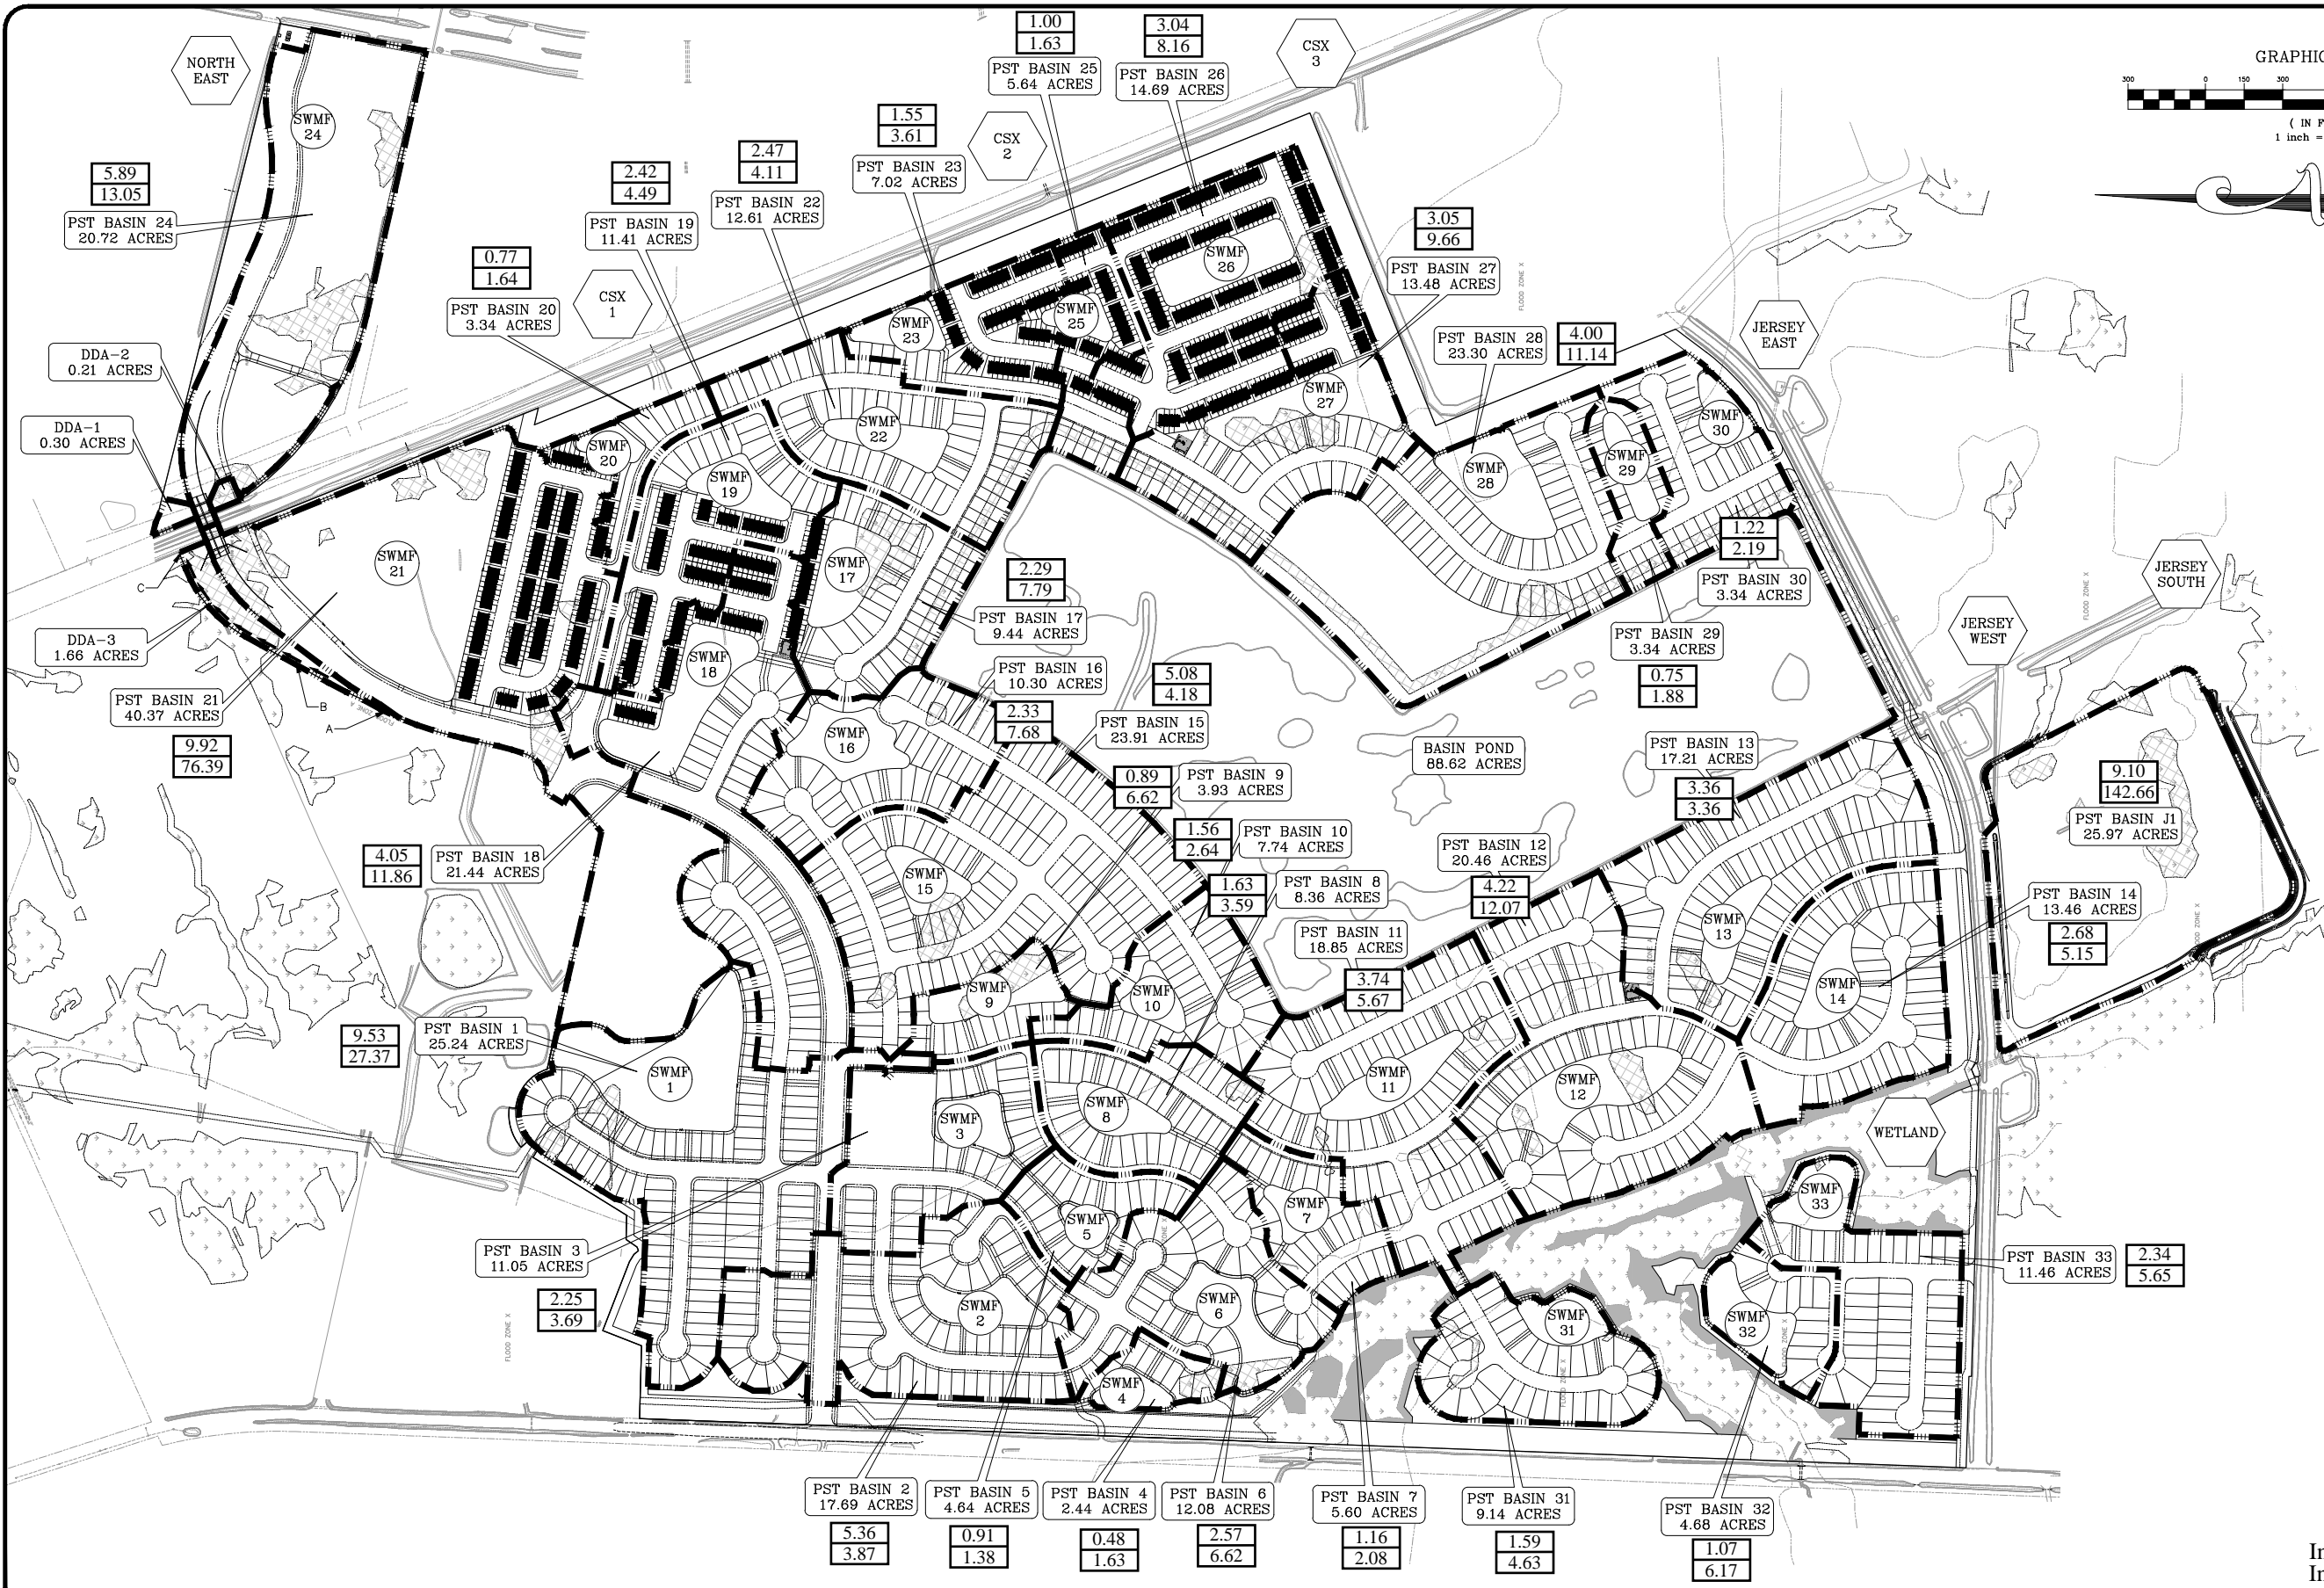 NORTH
EAST
SWMF
24
5.89
13.05
PST BASIN 24
20.72 ACRES
DDA-2
0.21 ACRES
DDA-1
0.30 ACRES
C
DDA-3
1.66 ACRES
B
A
PST BASIN 21
40.37 ACRES
9.92
76.39
SWMF
21
0.77
1.64
PST BASIN 20
3.34 ACRES
CSX
1
SWMF
20
2.42
4.49
PST BASIN 19
11.41 ACRES
SWMF
19
2.47
4.11
PST BASIN 22
12.61 ACRES
SWMF
22
1.55
3.61
PST BASIN 23
7.02 ACRES
SWMF
23
CSX
2
1.00
1.63
PST BASIN 25
5.64 ACRES
SWMF
25
3.04
8.16
PST BASIN 26
14.69 ACRES
SWMF
26
CSX
3
3.05
9.66
PST BASIN 27
13.48 ACRES
SWMF
27
FLOOD ZONE X
PST BASIN 28
23.30 ACRES
4.00
11.14
SWMF
28
SWMF
29
SWMF
30
JERSEY
EAST
GRAPHIC
300
0
150
300
( IN F
1 inch =
1.22
2.19
PST BASIN 30
3.34 ACRES
PST BASIN 29
3.34 ACRES
0.75
1.88
JERSEY
SOUTH
JERSEY
WEST
FLOOD ZONE X
SWMF
17
2.29
7.79
PST BASIN 17
9.44 ACRES
SWMF
18
PST BASIN 16
10.30 ACRES
2.33
7.68
SWMF
16
5.08
4.18
PST BASIN 15
23.91 ACRES
SWMF
15
BASIN POND
88.62 ACRES
PST BASIN 13
17.21 ACRES
3.36
3.36
9.10
142.66
PST BASIN J1
25.97 ACRES
0.89
6.62
PST BASIN 9
3.93 ACRES
1.56
2.64
PST BASIN 10
7.74 ACRES
1.63
3.59
PST BASIN 8
8.36 ACRES
PST BASIN 12
20.46 ACRES
4.22
12.07
PST BASIN 11
18.85 ACRES
3.74
5.67
4.05
11.86
PST BASIN 18
21.44 ACRES
PST BASIN 14
13.46 ACRES
2.68
5.15
FLOOD ZONE X
SWMF
13
SWMF
14
SWMF
9
SWMF
10
9.53
27.37
PST BASIN 1
25.24 ACRES
SWMF
1
SWMF
3
SWMF
8
SWMF
11
SWMF
12
WETLAND
SWMF
33
SWMF
7
SWMF
5
SWMF
6
SWMF
2
SWMF
4
SWMF
31
SWMF
32
PST BASIN 3
11.05 ACRES
2.25
3.69
FLOOD ZONE X
PST BASIN 33
11.46 ACRES
2.34
5.65
PST BASIN 2
17.69 ACRES
5.36
3.87
PST BASIN 5
4.64 ACRES
0.91
1.38
PST BASIN 4
2.44 ACRES
0.48
1.63
PST BASIN 6
12.08 ACRES
2.57
6.62
PST BASIN 7
5.60 ACRES
1.16
2.08
PST BASIN 31
9.14 ACRES
1.59
4.63
PST BASIN 32
4.68 ACRES
1.07
6.17